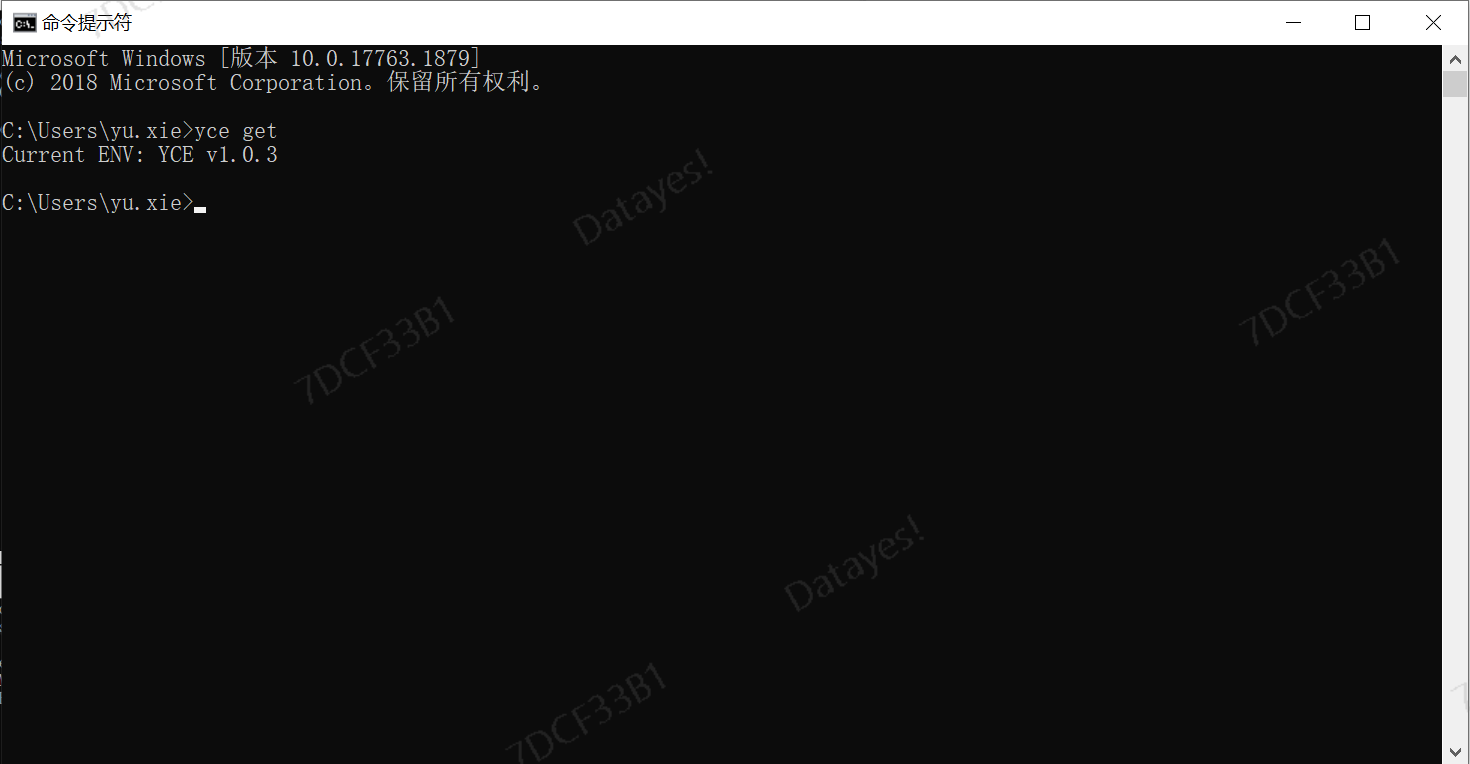 命令提示符
Microsoft Windows [版本 10.0.17763.1879]
(c) 2018 Microsoft Corporation。保留所有权利。
C:\Users\yu.xie>yce get
Current ENV: YCE v1.0.3
C:\Users\yu.xie>
Datayes!
7DCF33B1
7DCF33B1
Datayes!
7DCF33B1